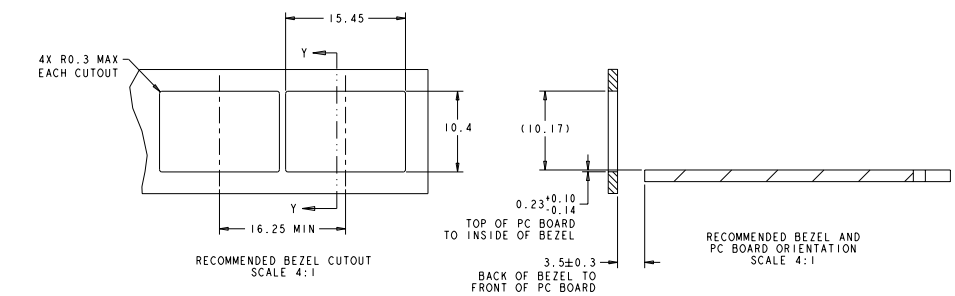 15.45
Y
4X R0.3 MAX
EACH CUTOUT
10.4
(10.17)
Y
16.25 MIN
RECOMMENDED BEZEL CUTOUT
SCALE 4:1
0.23 +0.10 -0.14
TOP OF PC BOARD
TO INSIDE OF BEZEL
3.5±0.3
BACK OF BEZEL TO
FRONT OF PC BOARD
RECOMMENDED BEZEL AND
PC BOARD ORIENTATION
SCALE 4:1